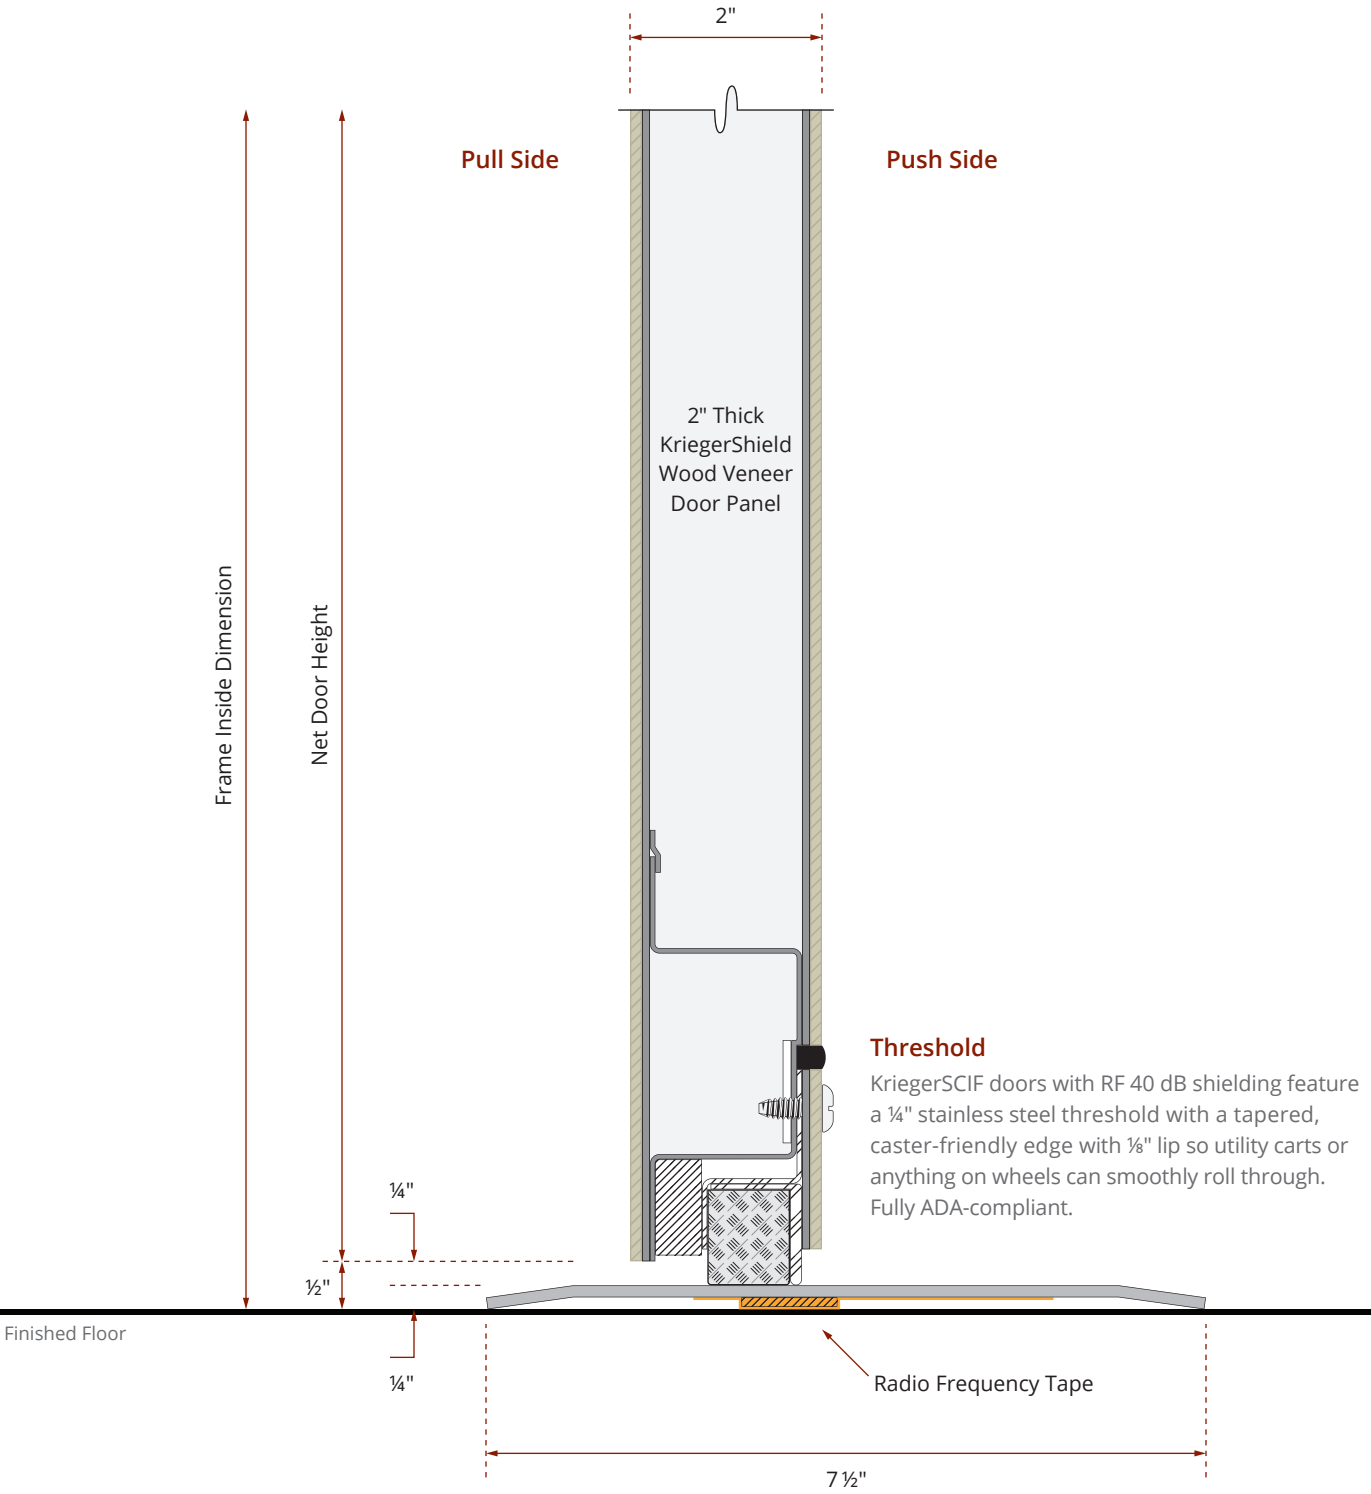 2"
Pull Side
Push Side
2" Thick
KriegerShield
Wood Veneer
Door Panel
Frame Inside Dimension
Net Door Height
Threshold
KriegerSCIF doors with RF 40 dB shielding feature
a ¼" stainless steel threshold with a tapered,
caster-friendly edge with ⅛" lip so utility carts or
anything on wheels can smoothly roll through.
Fully ADA-compliant.
¼"
½"
Finished Floor
¼"
Radio Frequency Tape
7 ½"